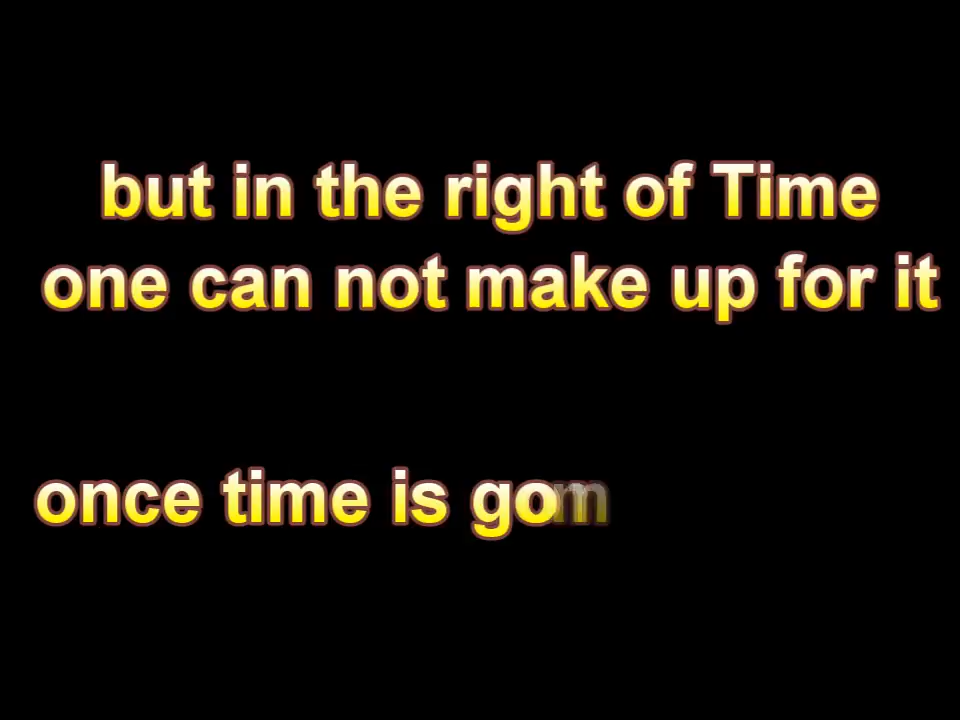 but in the right of Time
one can not make up for it
once time is